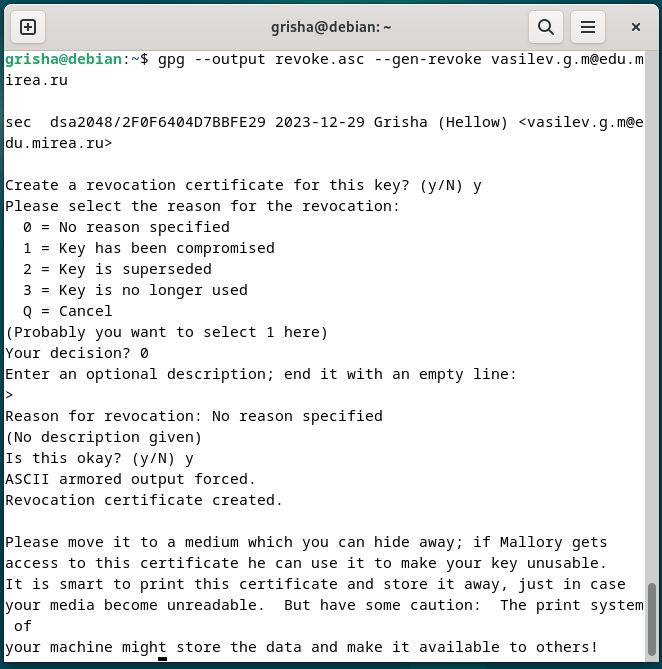 grisha@debian: ~
grisha@debian:~$ gpg --output revoke.asc --gen-revoke vasilev.g.m@edu.m
irea.ru
sec  dsa2048/2F0F6404D7BBFE29 2023-12-29 Grisha (Hellow) <vasilev.g.m@e
du.mirea.ru>
Create a revocation certificate for this key? (y/N) y
Please select the reason for the revocation:
  0 = No reason specified
  1 = Key has been compromised
  2 = Key is superseded
  3 = Key is no longer used
  Q = Cancel
(Probably you want to select 1 here)
Your decision? 0
Enter an optional description; end it with an empty line:
>
Reason for revocation: No reason specified
(No description given)
Is this okay? (y/N) y
ASCII armored output forced.
Revocation certificate created.
Please move it to a medium which you can hide away; if Mallory gets
access to this certificate he can use it to make your key unusable.
It is smart to print this certificate and store it away, just in case
your media become unreadable.  But have some caution:  The print system
 of
your machine might store the data and make it available to others!